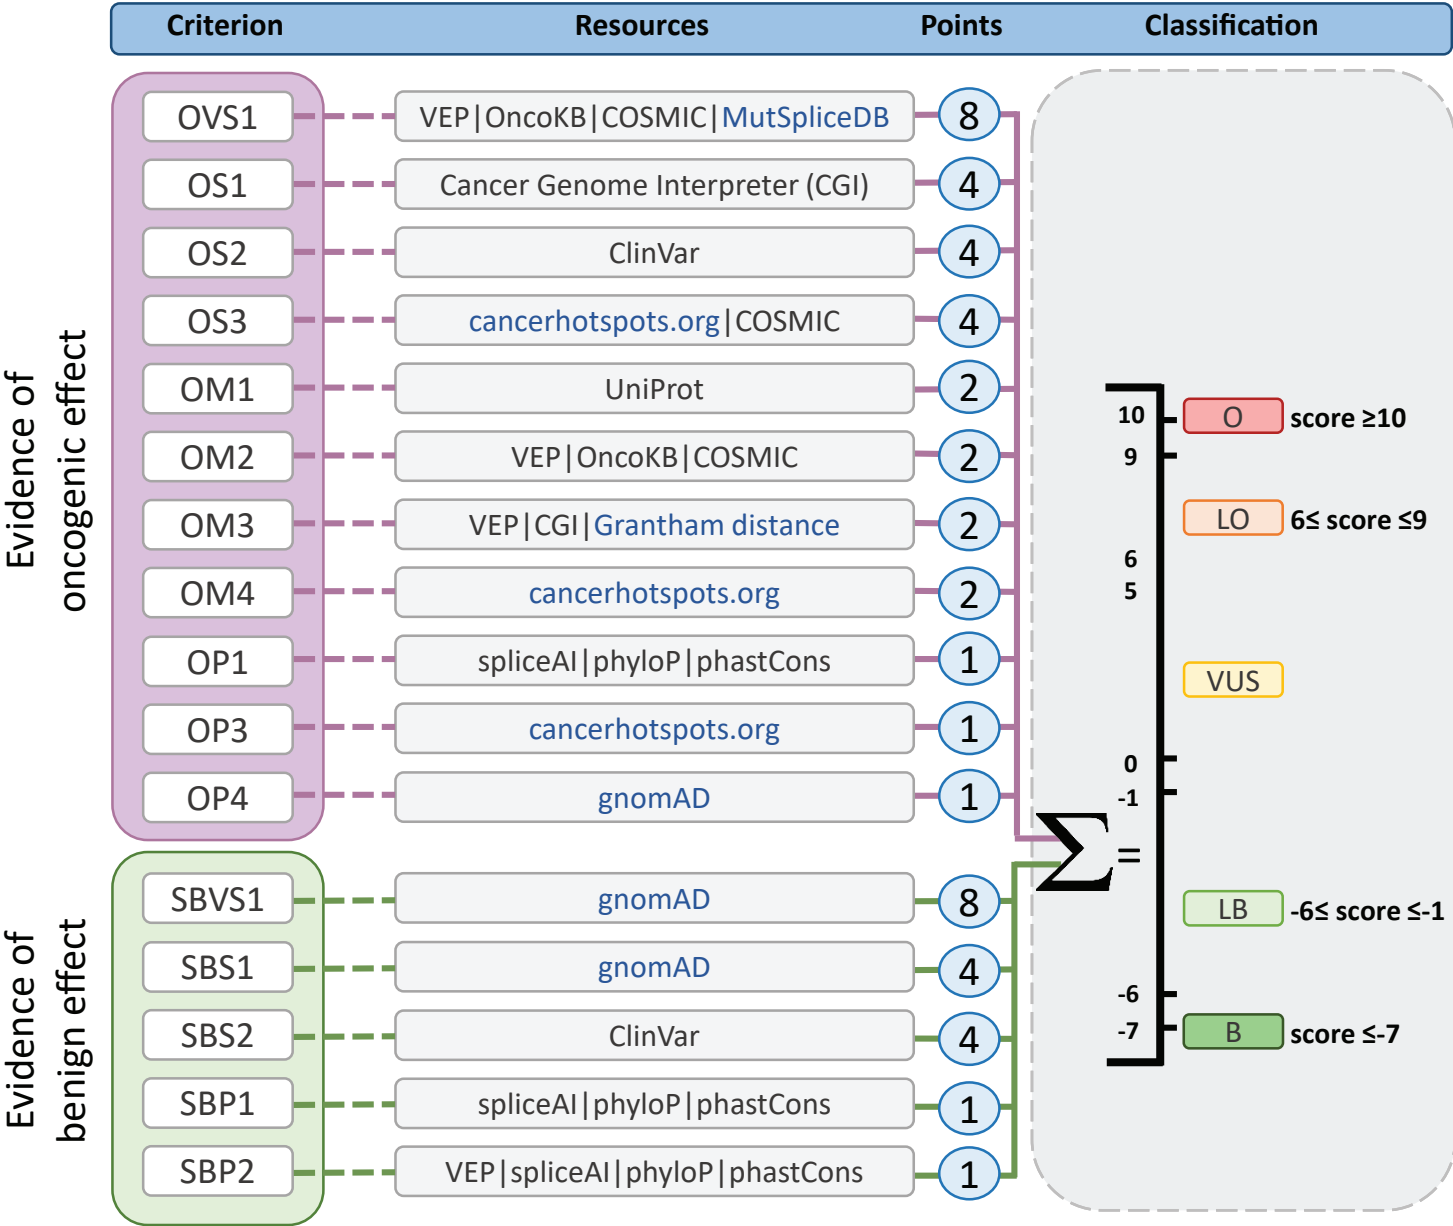 Criterion Resources Points Classification
Evidence of
oncogenic effect
OVS1 VEP|OncoKB|COSMIC|MutSpliceDB 8
OS1 Cancer Genome Interpreter (CGI) 4
OS2 ClinVar 4
OS3 cancerhotspots.org|COSMIC 4
OM1 UniProt 2
OM2 VEP|OncoKB|COSMIC 2
OM3 VEP|CGI|Grantham distance 2
OM4 cancerhotspots.org 2
OP1 spliceAI|phyloP|phastCons 1
OP3 cancerhotspots.org 1
OP4 gnomAD 1
Evidence of
benign effect
SBVS1 gnomAD 8
SBS1 gnomAD 4
SBS2 ClinVar 4
SBP1 spliceAI|phyloP|phastCons 1
SBP2 VEP|spliceAI|phyloP|phastCons 1
Σ =
10 O score ≥10
9
LO 6≤ score ≤9
6
5
VUS
0
-1
LB -6≤ score ≤-1
-6
-7 B score ≤-7